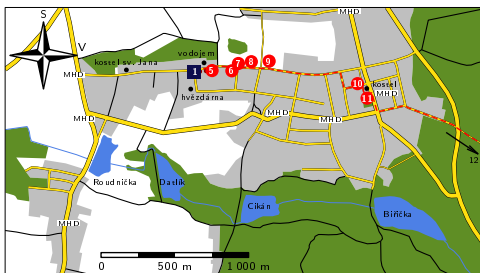 S
V
MHD
vodojem
kostel sv. Jana
MHD
1
5
6
7
8
9
hvězdárna
10
kostel
MHD
11
MHD
MHD
MHD
12
Roudnička
Datlík
Cikán
Biřička
MHD
0
500 m
1 000 m